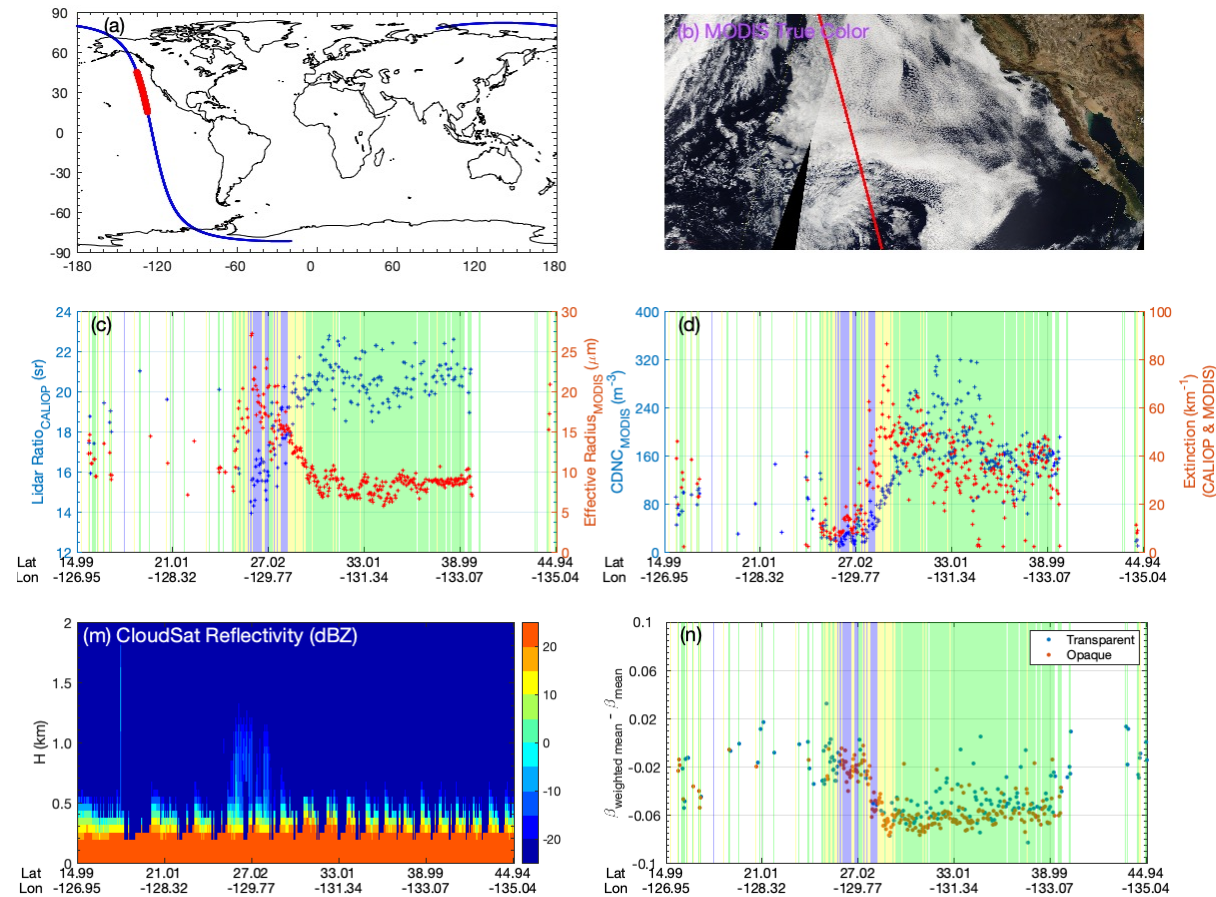 (a)
90
60
30
0
-30
-60
-90
-180 -120 -60 0 60 120 180
(b) MODIS True Color
(c)
24
22
20
18
16
14
12
Lidar Ratio CALIOP (sr)
30
25
20
15
10
5
0
Effective Radius MODIS (μm)
Lat 14.99 21.01 27.02 33.01 38.99 44.94
Lon -126.95 -128.32 -129.77 -131.34 -133.07 -135.04
(d)
400
320
240
160
80
0
CDNC MODIS (m-3)
100
80
60
40
20
0
Extinction (km-1)
(CALIOP & MODIS)
Lat 14.99 21.01 27.02 33.01 38.99 44.94
Lon -126.95 -128.32 -129.77 -131.34 -133.07 -135.04
(m) CloudSat Reflectivity (dBZ)
2
1.5
1.0
0.5
0
H (km)
20
10
0
-10
-20
Lat 14.99 21.01 27.02 33.01 38.99 44.94
Lon -126.95 -128.32 -129.77 -131.34 -133.07 -135.04
(n)
Transparent
Opaque
0.1
0.06
0.02
-0.02
-0.06
-0.1
β weighted mean - β mean
Lat 14.99 21.01 27.02 33.01 38.99 44.94
Lon -126.95 -128.32 -129.77 -131.34 -133.07 -135.04